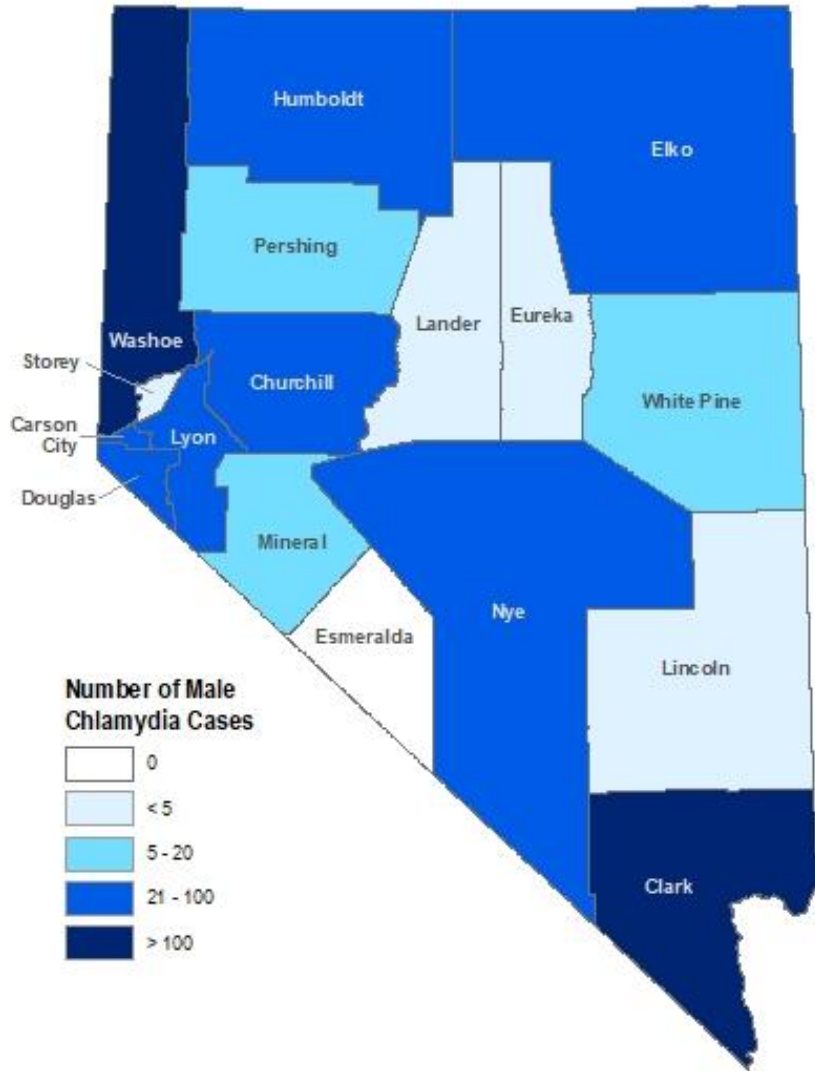 Humboldt
Elko
Pershing
Lander
Eureka
Washoe
Storey
Churchill
White Pine
Carson
City
Lyon
Douglas
Mineral
Nye
Esmeralda
Lincoln
Number of Male
Chlamydia Cases
0
< 5
5 - 20
21 - 100
> 100
Clark